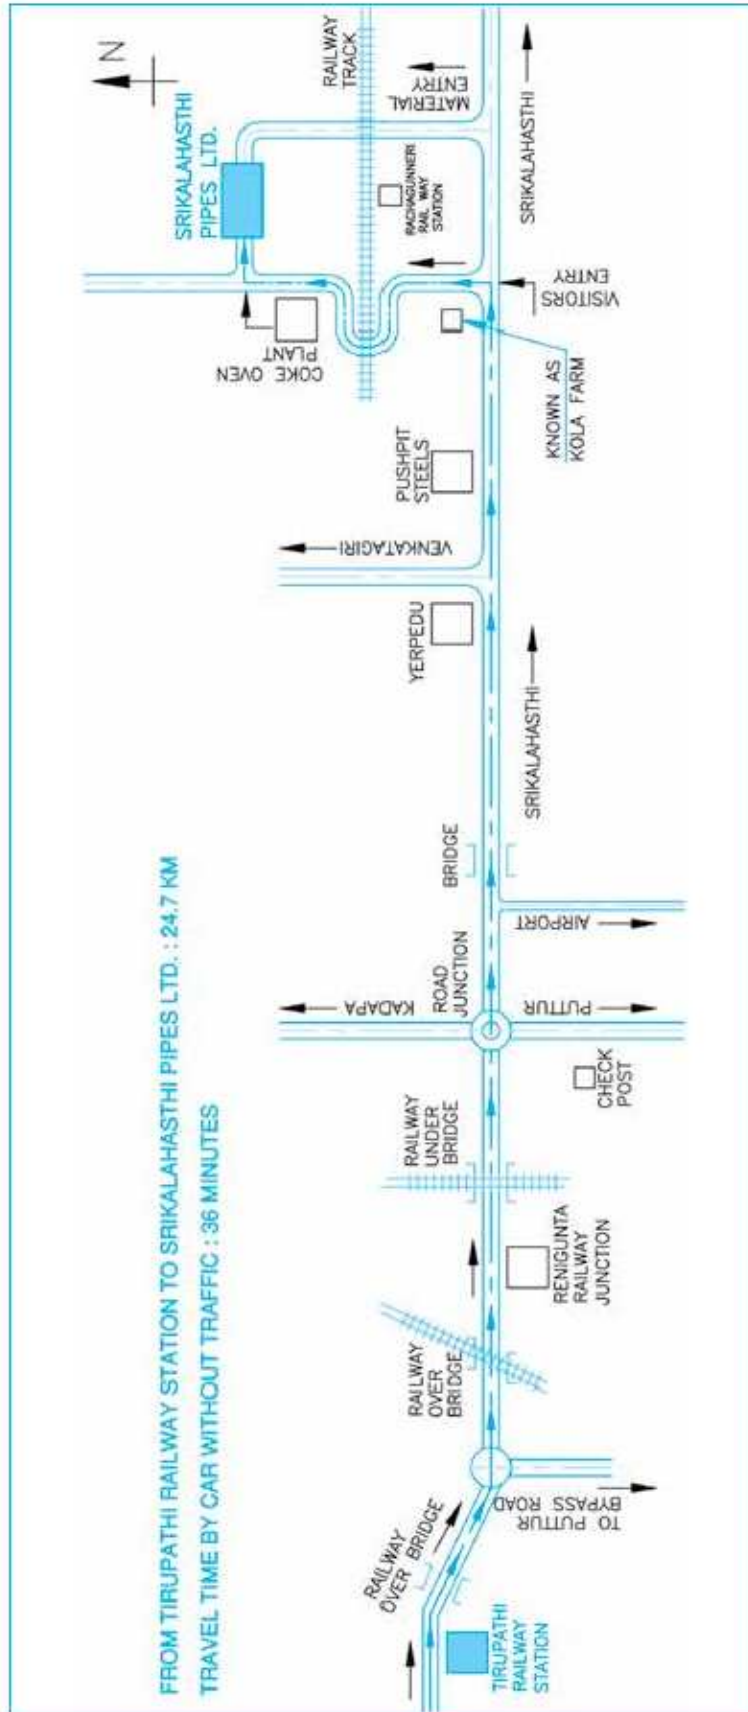 FROM TIRUPATHI RAILWAY STATION TO SRIKALAHASTHI PIPES LTD. : 24.7 KM
TRAVEL TIME BY CAR WITHOUT TRAFFIC : 36 MINUTES
TIRUPATHI
RAILWAY
STATION
RAILWAY
OVER BRIDGE
TO PUTTUR
BYPASS ROAD
RAILWAY
OVER
BRIDGE
RENIGUNTA
RAILWAY
JUNCTION
RAILWAY
UNDER
BRIDGE
CHECK
POST
KADAPA
ROAD
JUNCTION
PUTTUR
AIRPORT
BRIDGE
SRIKALAHASTHI
YERPEDU
VENKATAGIRI
PUSHPIT
STEELS
KNOWN AS
KOLA FARM
VISITORS
ENTRY
COKE OVEN
PLANT
SRIKALAHASTHI
PIPES LTD.
RACHAGUNNERI
RAIL WAY
STATION
RAILWAY
TRACK
MATERIAL
ENTRY
SRIKALAHASTHI
N